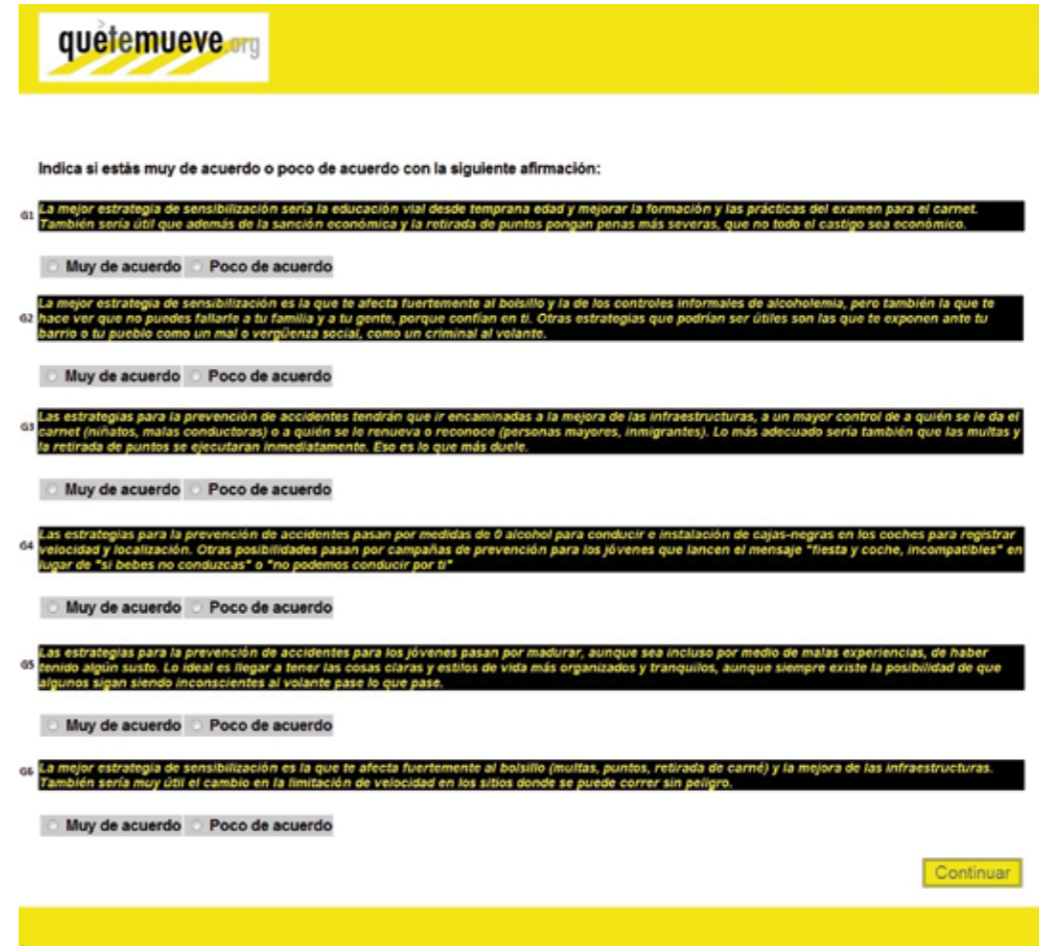 quétemueve.org
Indica si estás muy de acuerdo o poco de acuerdo con la siguiente afirmación:
G1 La mejor estrategia de sensibilización sería la educación vial desde temprana edad y mejorar la formación y las prácticas del examen para el carnet.
También sería útil que además de la sanción económica y la retirada de puntos pongan penas más severas, que no todo el castigo sea económico.
Muy de acuerdo Poco de acuerdo
La mejor estrategia de sensibilización es la que te afecta fuertemente al bolsillo y la de los controles informales de alcoholemia, pero también la que te
G2 hace ver que no puedes fallarle a tu familia y a tu gente, porque confían en ti. Otras estrategias que podrían ser útiles son las que te exponen ante tu
barrio o tu pueblo como un mal o vergüenza social, como un criminal al volante.
Muy de acuerdo Poco de acuerdo
Las estrategias para la prevención de accidentes tendrán que ir encaminadas a la mejora de las infraestructuras, a un mayor control de a quién se le da el
G3 carnet (niñatos, malas conductoras) o a quién se le renueva o reconoce (personas mayores, inmigrantes). Lo más adecuado sería también que las multas y
la retirada de puntos se ejecutaran inmediatamente. Eso es lo que más duele.
Muy de acuerdo Poco de acuerdo
Las estrategias para la prevención de accidentes pasan por medidas de 0 alcohol para conducir e instalación de cajas-negras en los coches para registrar
G4 velocidad y localización. Otras posibilidades pasan por campañas de prevención para los jóvenes que lancen el mensaje "fiesta y coche, incompatibles" en
lugar de "si bebes no conduzcas" o "no podemos conducir por ti"
Muy de acuerdo Poco de acuerdo
Las estrategias para la prevención de accidentes para los jóvenes pasan por madurar, aunque sea incluso por medio de malas experiencias, de haber
G5 tenido algún susto. Lo ideal es llegar a tener las cosas claras y estilos de vida más organizados y tranquilos, aunque siempre existe la posibilidad de que
algunos sigan siendo inconscientes al volante pase lo que pase.
Muy de acuerdo Poco de acuerdo
G6 La mejor estrategia de sensibilización es la que te afecta fuertemente al bolsillo (multas, puntos, retirada de carné) y la mejora de las infraestructuras.
También sería muy útil el cambio en la limitación de velocidad en los sitios donde se puede correr sin peligro.
Muy de acuerdo Poco de acuerdo
Continuar